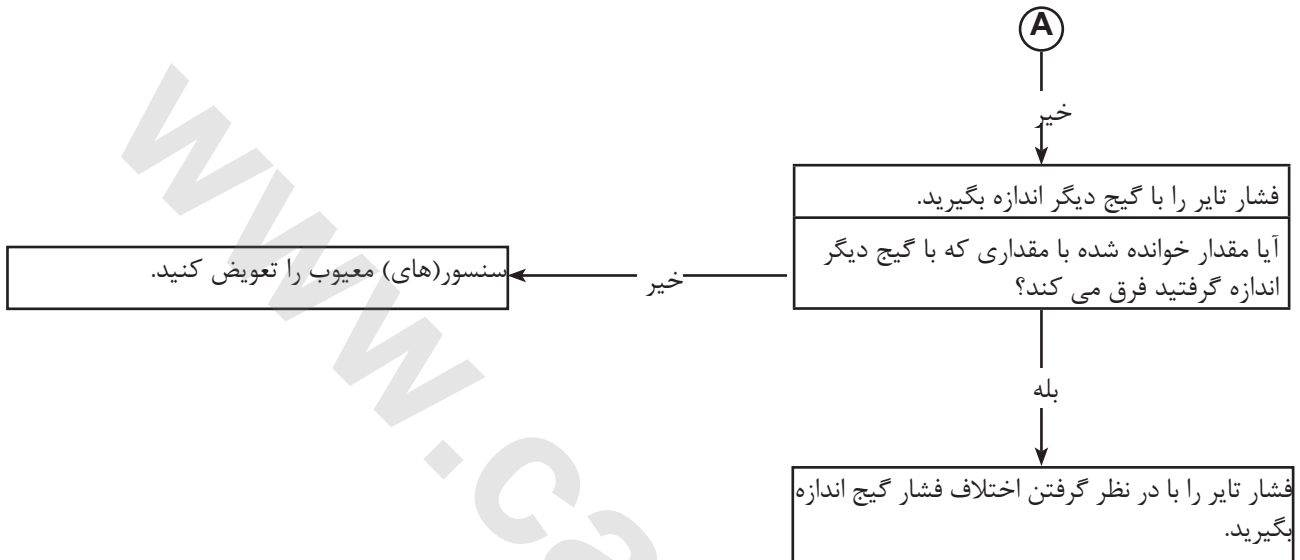 A
خیر
فشار تایر را با گیج دیگر اندازه بگیرید.
آیا مقدار خوانده شده با مقداری که با گیج دیگر
اندازه گرفتید فرق می کند؟
خیر
سنسور(های) معیوب را تعویض کنید.
بله
فشار تایر را با در نظر گرفتن اختلاف فشار گیج اندازه
بگیرید.
www.ca